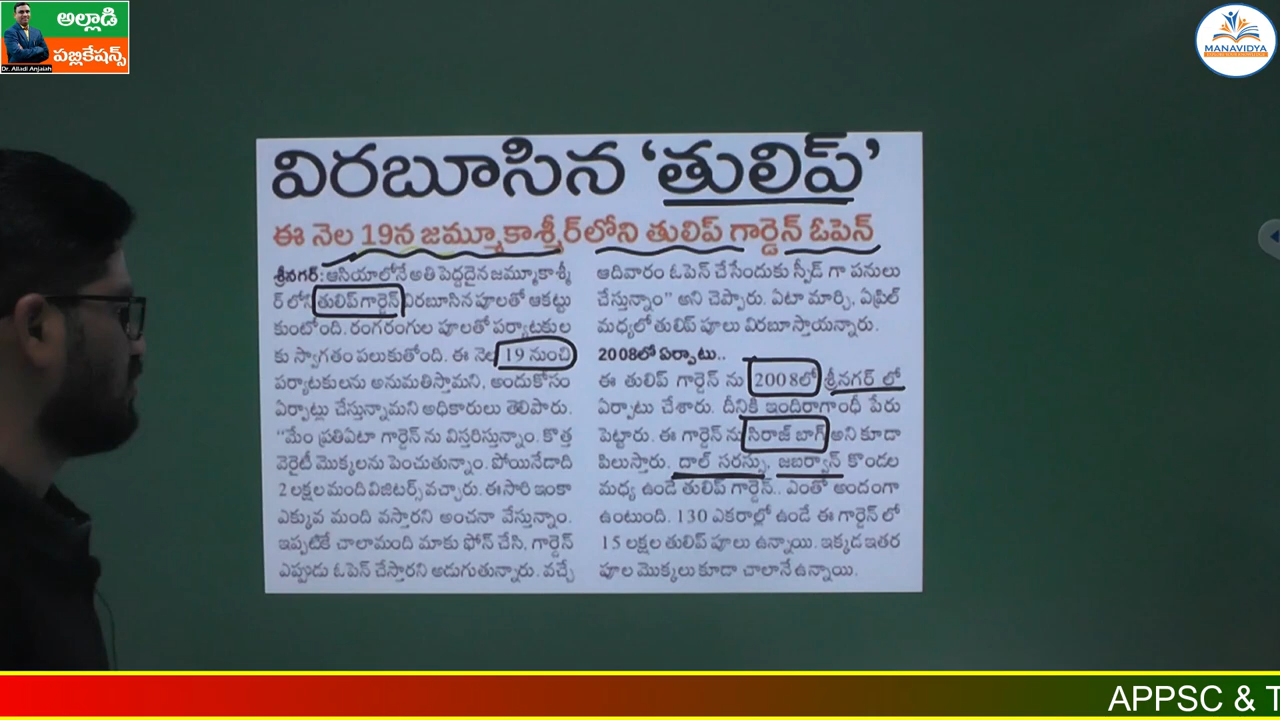 అల్లాడి
పబ్లికేషన్స్
Dr. Alladi Anjaiah
MANAVIDYA
విరబూసిన ‘తులిప్’
ఈ నెల 19న జమ్మూకాశ్మీర్‌లోని తులిప్ గార్డెన్ ఓపెన్
శ్రీనగర్: ఆసియాలోనే అతి పెద్దదైన జమ్మూకాశ్మీ
ర్ లోని తులిప్‌గార్డెన్ విరబూసిన పూలతో ఆకట్టు
కుంటోంది. రంగరంగుల పూలతో పర్యాటకుల
కు స్వాగతం పలుకుతోంది. ఈ నెల 19 నుంచి
పర్యాటకులను అనుమతిస్తామని, అందుకోసం
ఏర్పాట్లు చేస్తున్నామని అధికారులు తెలిపారు.
“మేం ప్రతిఏటా గార్డెన్ ను విస్తరిస్తున్నాం. కొత్త
వెరైటీ మొక్కలను పెంచుతున్నాం. పోయినేడాది
2 లక్షల మంది విజిటర్స్ వచ్చారు. ఈసారి ఇంకా
ఎక్కువ మంది వస్తారని అంచనా వేస్తున్నాం.
ఇప్పటికే చాలామంది మాకు ఫోన్ చేసి, గార్డెన్
ఎప్పుడు ఓపెన్ చేస్తారని అడుగుతున్నారు. వచ్చే
ఆదివారం ఓపెన్ చేసేందుకు స్పీడ్ గా పనులు
చేస్తున్నాం” అని చెప్పారు. ఏటా మార్చి, ఏప్రిల్
మధ్యలో తులిప్ పూలు విరబూస్తాయన్నారు.
2008లో ఏర్పాటు..
ఈ తులిప్ గార్డెన్ ను 2008లో శ్రీనగర్ లో
ఏర్పాటు చేశారు. దీనికి ఇందిరాగాంధీ పేరు
పెట్టారు. ఈ గార్డెన్ ను సిరాజ్ బాగ్ అని కూడా
పిలుస్తారు. దాల్ సరస్సు, జబర్వాన్ కొండల
మధ్య ఉండే తులిప్ గార్డెన్.. ఎంతో అందంగా
ఉంటుంది. 130 ఎకరాల్లో ఉండే ఈ గార్డెన్ లో
15 లక్షల తులిప్ పూలు ఉన్నాయి. ఇక్కడ ఇతర
పూల మొక్కలు కూడా చాలానే ఉన్నాయి.
APPSC & T